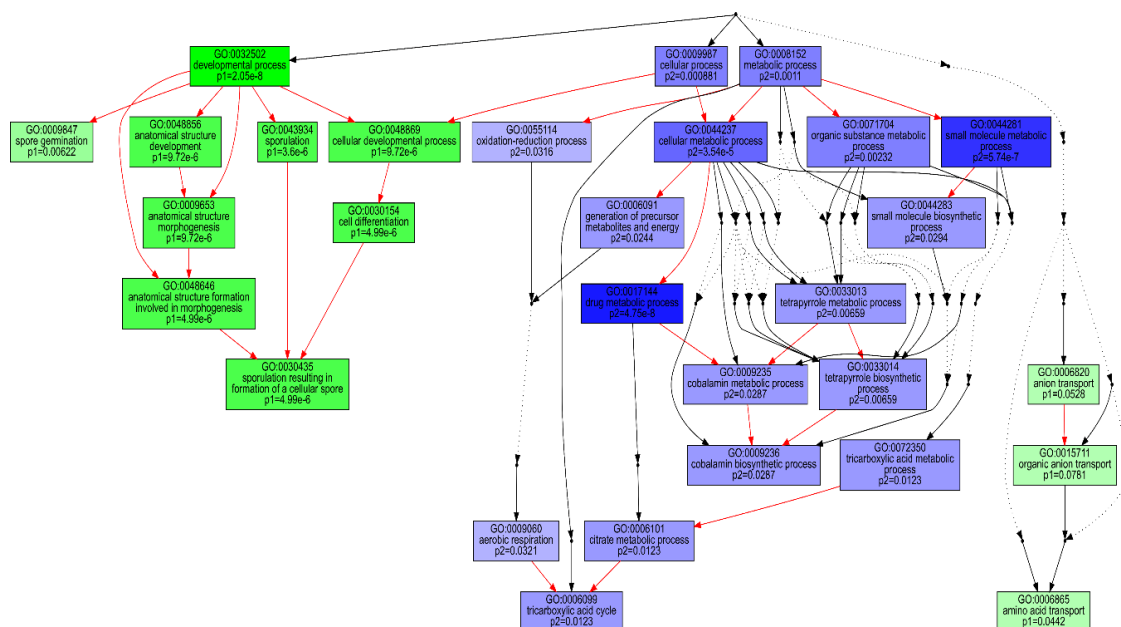 GO:0032502
developmental process
p1=2.05e-8
GO:0009987
cellular process
p2=0.000881
GO:0008152
metabolic process
p2=0.0011
GO:0009847
spore germination
p1=0.00622
GO:0048856
anatomical structure
development
p1=9.72e-6
GO:0043934
sporulation
p1=3.6e-6
GO:0048869
cellular developmental process
p1=9.72e-6
GO:0055114
oxidation-reduction process
p2=0.0316
GO:0044237
cellular metabolic process
p2=3.54e-5
GO:0071704
organic substance metabolic
process
p2=0.00232
GO:0044281
small molecule metabolic
process
p2=5.74e-7
GO:0009653
anatomical structure
morphogenesis
p1=9.72e-6
GO:0030154
cell differentiation
p1=4.99e-6
GO:0006091
generation of precursor
metabolites and energy
p2=0.0244
GO:0044283
small molecule biosynthetic
process
p2=0.0294
GO:0048646
anatomical structure formation
involved in morphogenesis
p1=4.99e-6
GO:0017144
drug metabolic process
p2=4.75e-8
GO:0033013
tetrapyrrole metabolic process
p2=0.00659
GO:0030435
sporulation resulting in
formation of a cellular spore
p1=4.99e-6
GO:0009235
cobalamin metabolic process
p2=0.0287
GO:0033014
tetrapyrrole biosynthetic
process
p2=0.00659
GO:0006820
anion transport
p1=0.0528
GO:0009236
cobalamin biosynthetic process
p2=0.0287
GO:0072350
tricarboxylic acid metabolic
process
p2=0.0123
GO:0015711
organic anion transport
p1=0.0781
GO:0009060
aerobic respiration
p2=0.0321
GO:0006101
citrate metabolic process
p2=0.0123
GO:0006099
tricarboxylic acid cycle
p2=0.0123
GO:0006865
amino acid transport
p1=0.0442